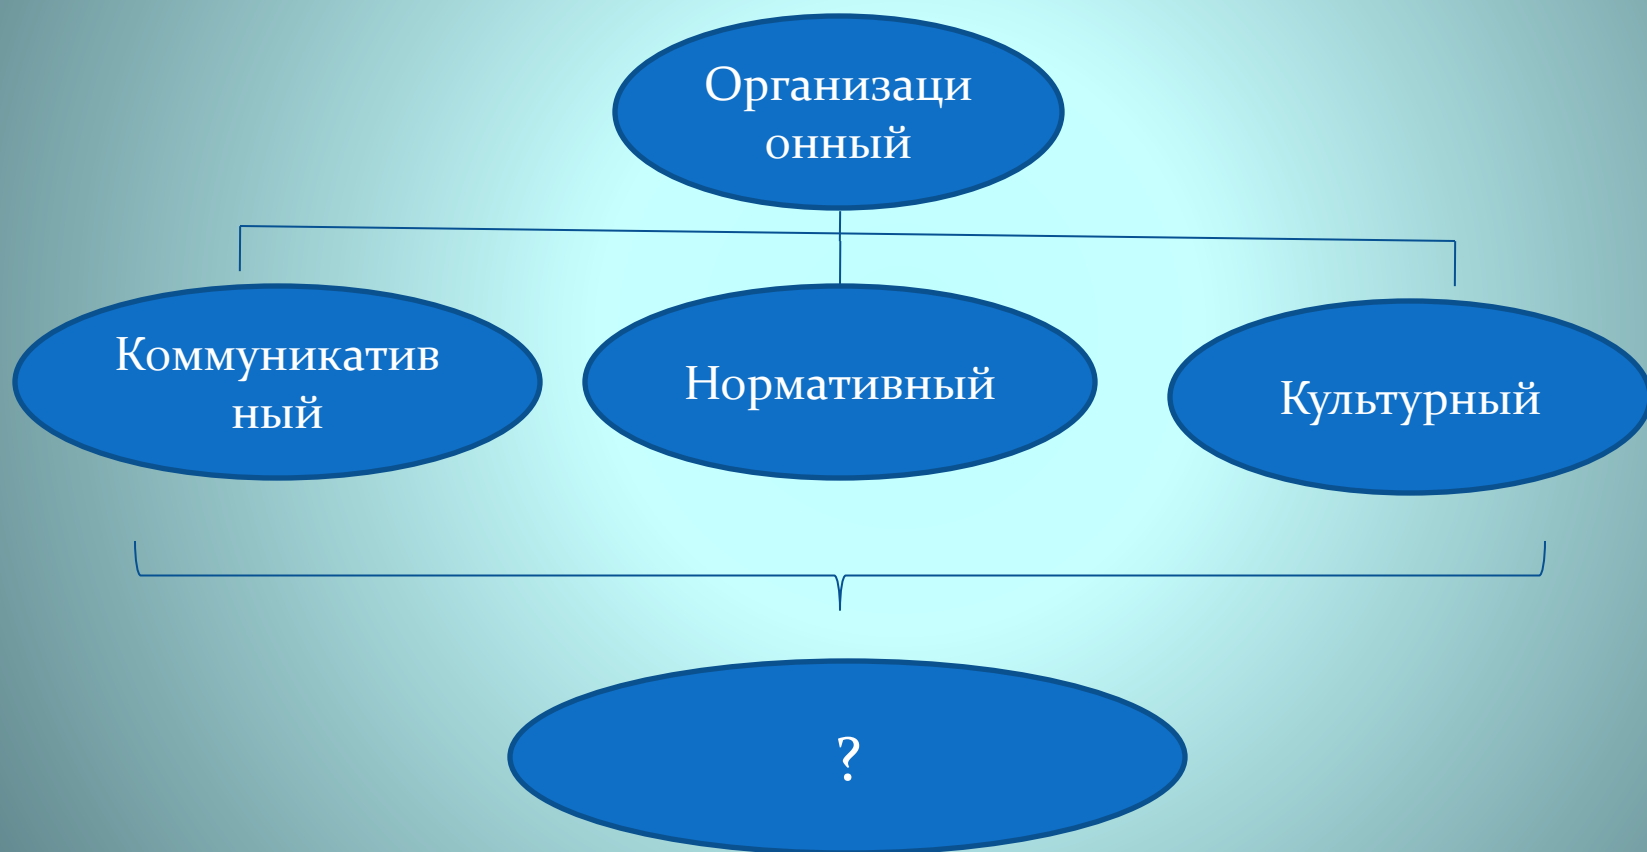 Организаци
онный
Коммуникатив
ный
Нормативный
Культурный
?